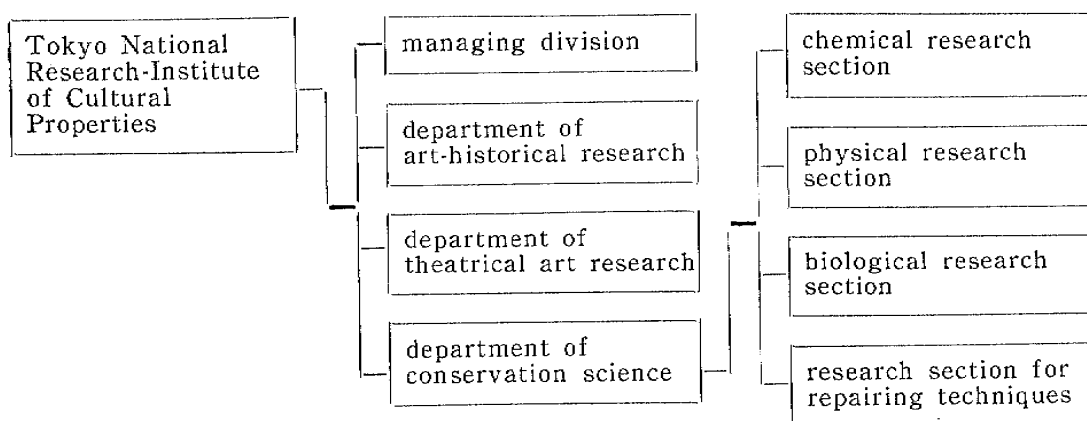 Tokyo National
Research-Institute
of Cultural
Properties
managing division
department of
art-historical research
department of
theatrical art research
department of
conservation science
chemical research
section
physical research
section
biological research
section
research section for
repairing techniques